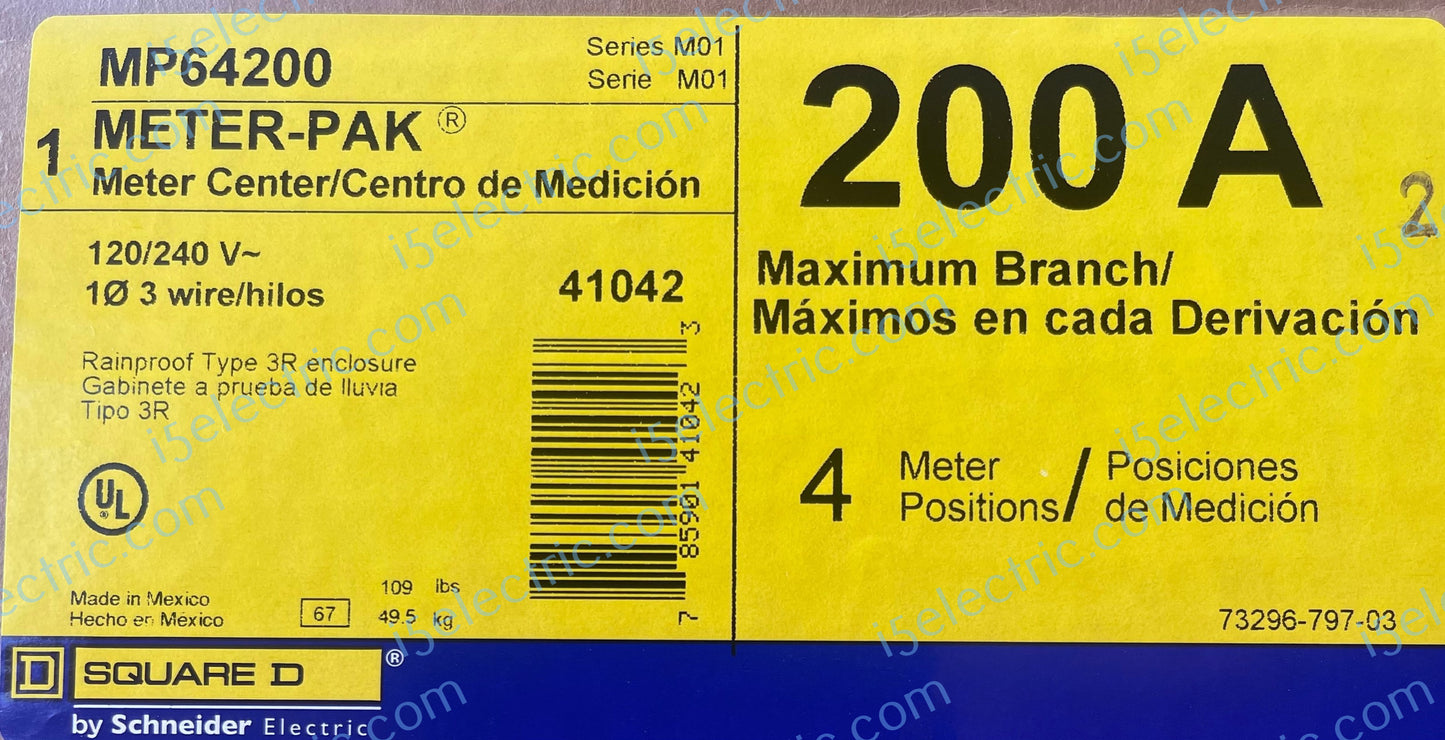 MP64200
Series M01
Serie M01
1
METER-PAK ®
Meter Center/Centro de Medición
120/240 V~
1Ø 3 wire/hilos
41042
Rainproof Type 3R enclosure
Gabinete a prueba de lluvia
Tipo 3R
UL
®
7 85901 41042 3
Made in Mexico
Hecho en México
67
109 lbs
49.5 kg
200 A
2
Maximum Branch/
Máximos en cada Derivación
4 Meter Positions / Posiciones de Medición
73296-797-03
D SQUARE D ®
by Schneider Electric
i5electric.com